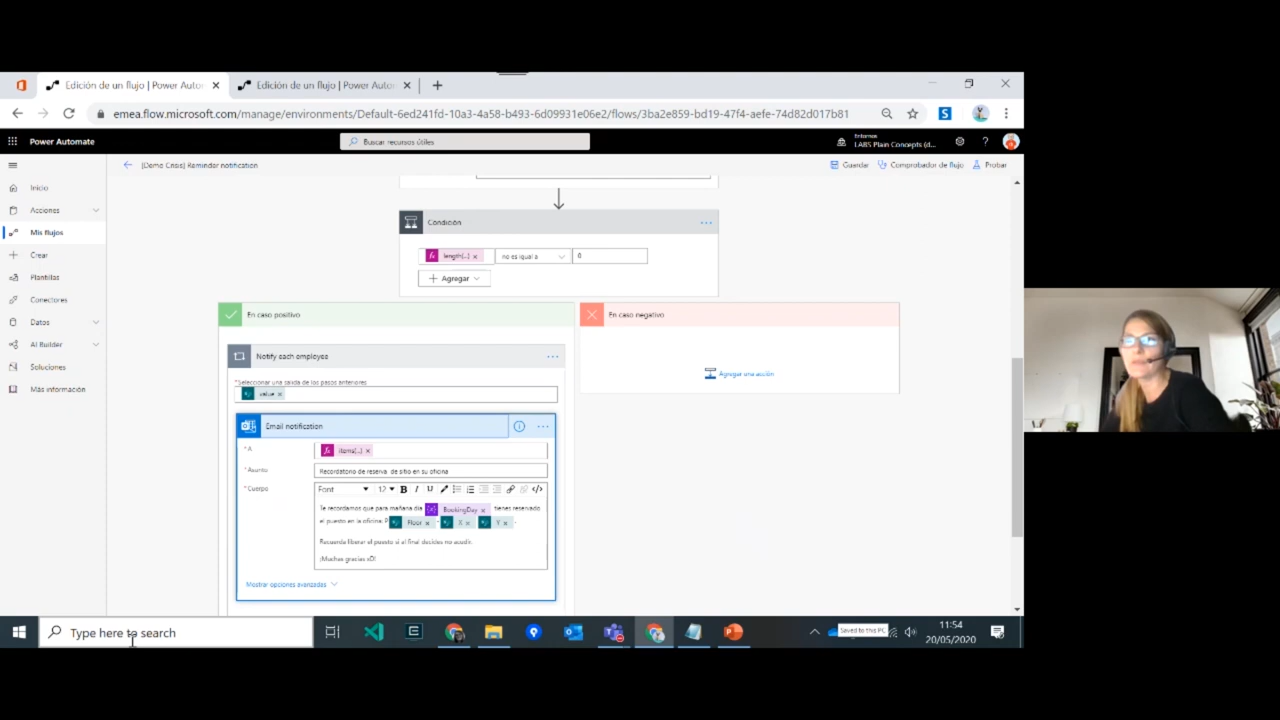 Edición de un flujo | Power Auto
Edición de un flujo | Power Auto
emea.flow.microsoft.com/manage/environments/Default-6ed241fd-10a3-4a58-b493-6d09931e06e2/flows/3ba2e859-bd19-47f4-aefe-74d82d017b81
Power Automate
Buscar recursos útiles
Entornos
LABS Plain Concepts (d...
[Demo Crisis] Reminder notification
Guardar
Comprobador de flujo
Probar
Inicio
Acciones
Mis flujos
Crear
Plantillas
Conectores
Datos
AI Builder
Soluciones
Más información
Condición
length(...) x
no es igual a
0
Agregar
En caso positivo
En caso negativo
Notify each employee
*Seleccionar una salida de los pasos anteriores
value x
Agregar una acción
Email notification
*A
items(...) x
*Asunto
Recordatorio de reserva de sitio en su oficina
*Cuerpo
Font
12
B I U
Te recordamos que para mañana día BookingDay x tienes reservado
el puesto en la oficina: P Floor x - X x Y x .
Recuerda liberar el puesto si al final decides no acudir.
¡Muchas gracias xD!
Mostrar opciones avanzadas
Type here to search
Saved to this PC
11:54
20/05/2020